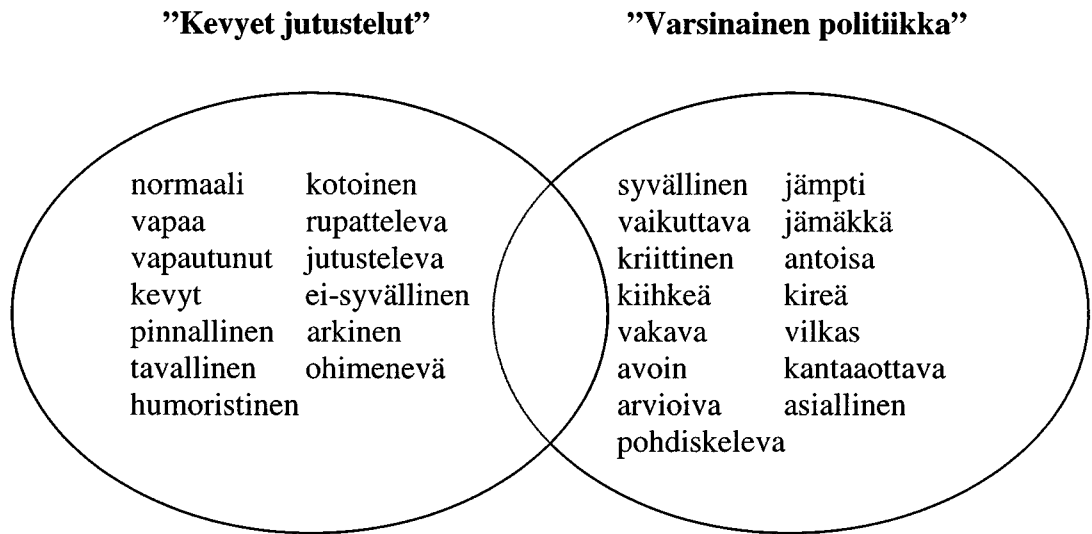 ”Kevyet jutustelut” ”Varsinainen politiikka”
normaali kotoinen syvällinen jämpti
vapaa rupatteleva vaikuttava jämäkkä
vapautunut jutusteleva kriittinen antoisa
kevyt ei-syvällinen kiihkeä kireä
pinnallinen arkinen vakava vilkas
tavallinen ohimenevä avoin kantaaottava
humoristinen arvioiva asiallinen
pohdiskeleva